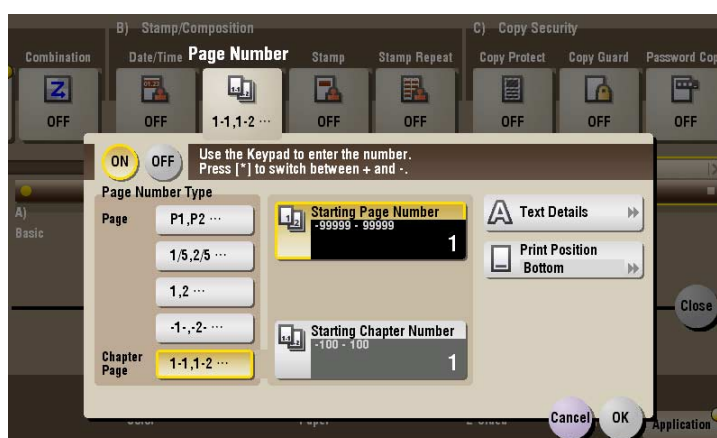 B) Stamp/Composition
C) Copy Security
Combination
Date/Time
Page Number
Stamp
Stamp Repeat
Copy Protect
Copy Guard
Password Cop
OFF
OFF
1-1,1-2 ···
OFF
OFF
OFF
OFF
OFF
ON
OFF
Use the Keypad to enter the number.
Press [*] to switch between + and -.
A)
Basic
Page Number Type
Page
P1,P2 ···
1/5,2/5 ···
1,2 ···
-1-,-2- ···
Chapter
Page
1-1,1-2 ···
Starting Page Number
-99999 - 99999
1
Starting Chapter Number
-100 - 100
1
Text Details
Print Position
Bottom
Close
Cancel
OK
Application